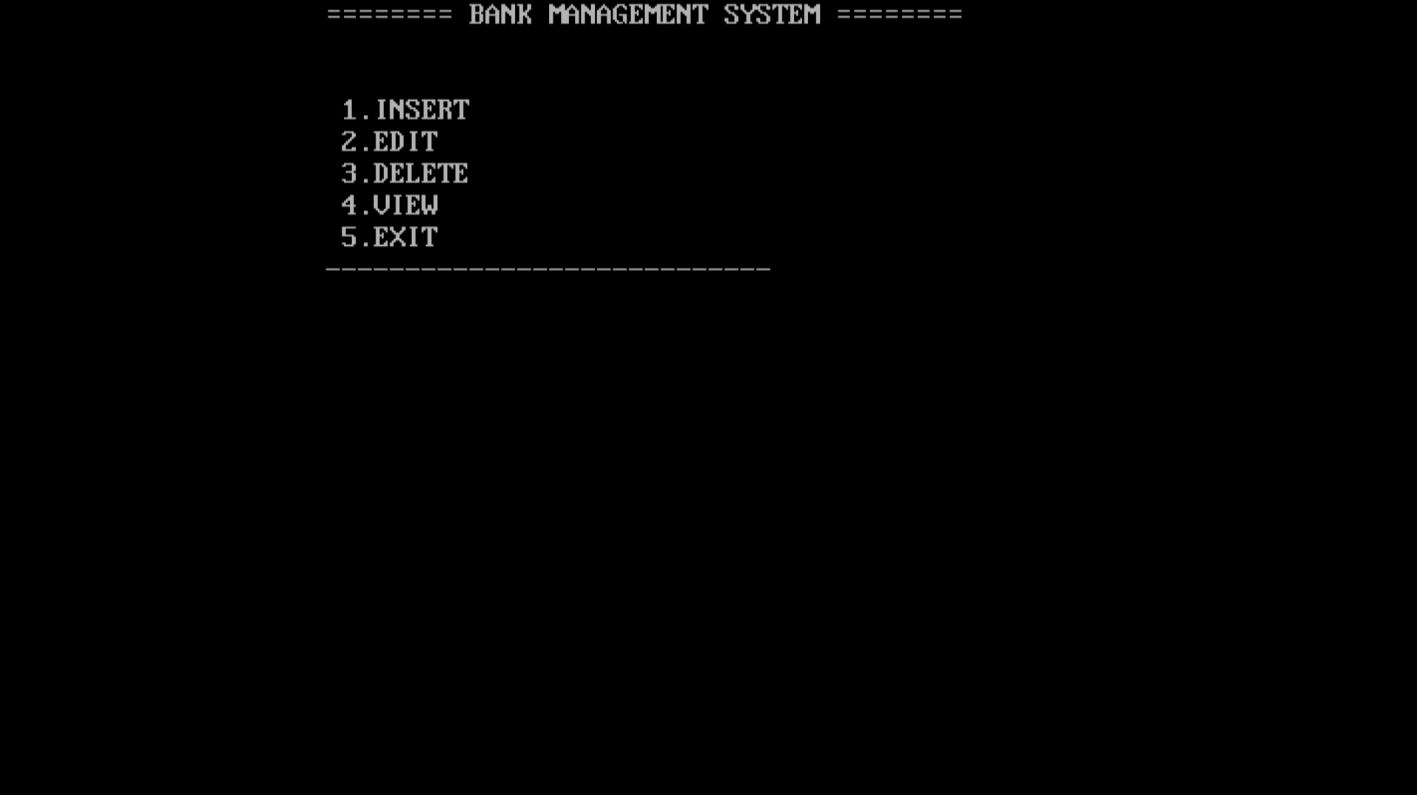 ======== BANK MANAGEMENT SYSTEM ========
1.INSERT
2.EDIT
3.DELETE
4.VIEW
5.EXIT
----------------------------